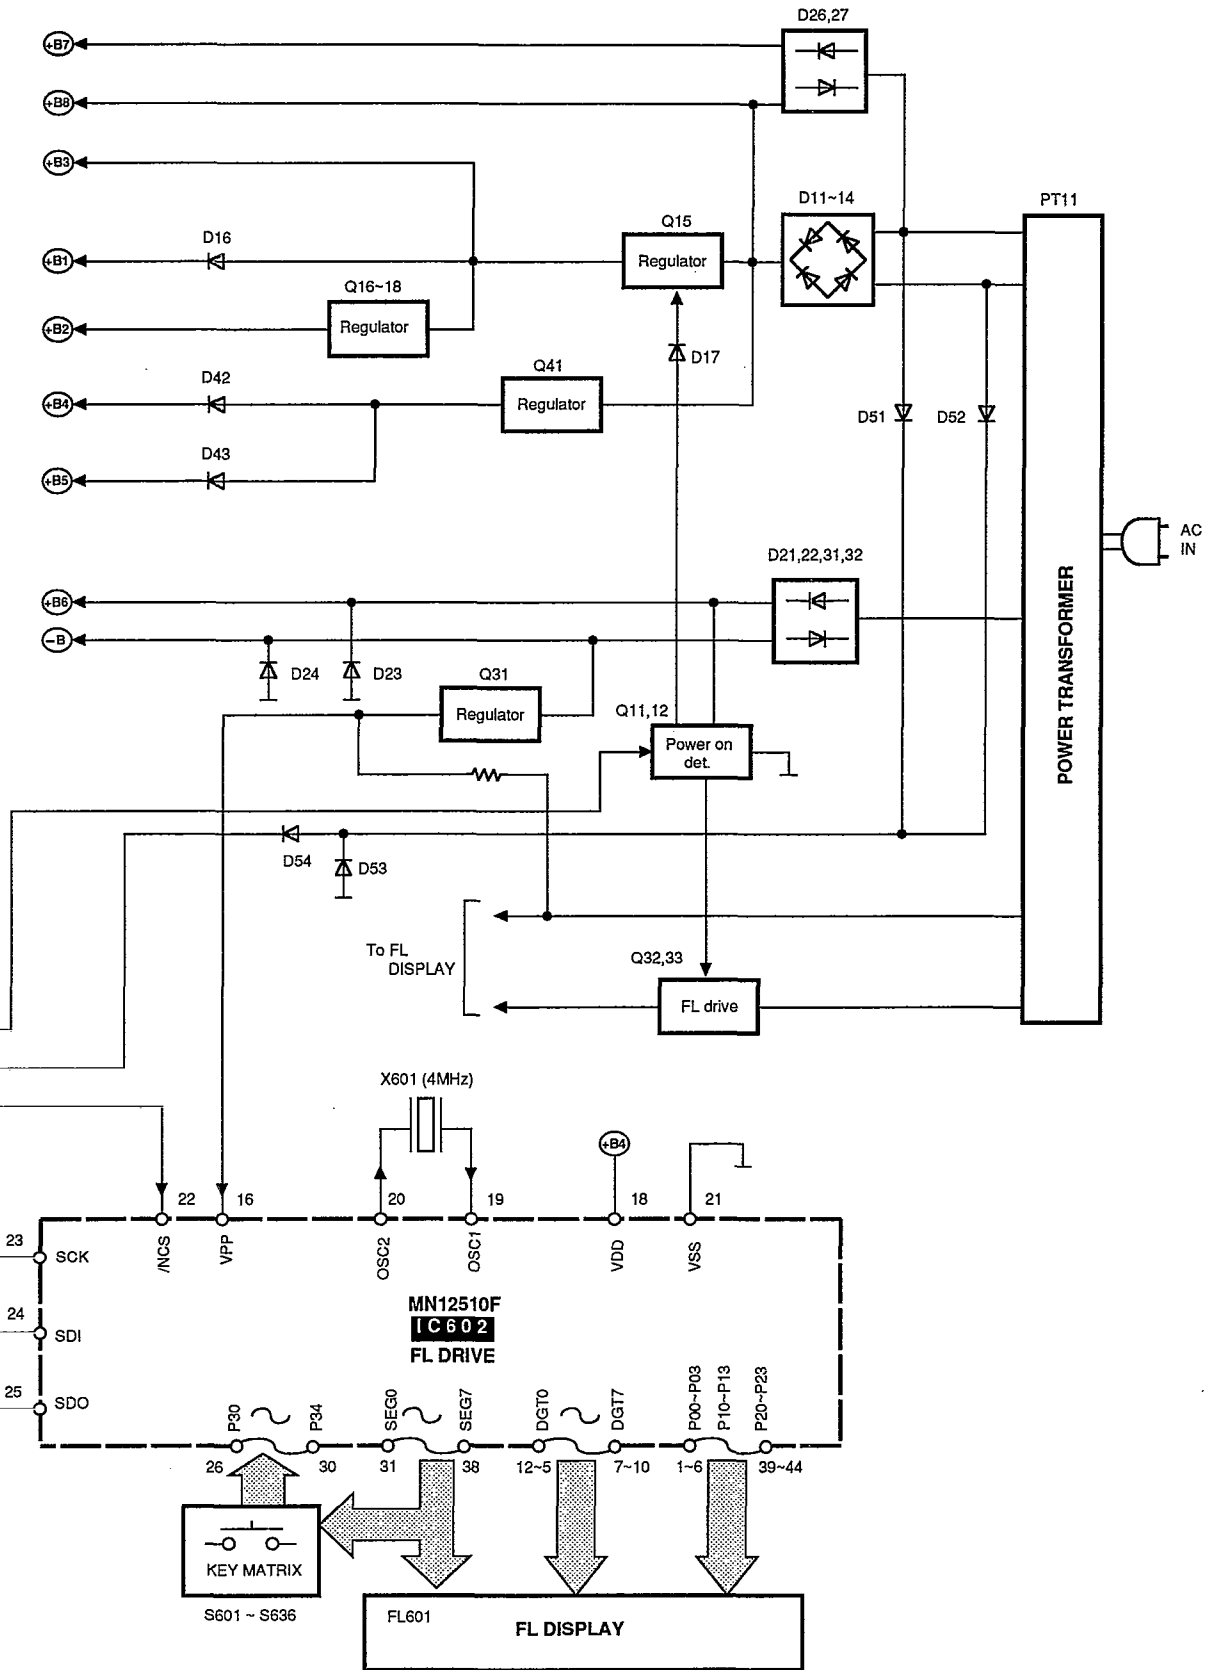 D26,27
+B7
+B8
+B3
D11~14
PT11
Q15
D16
+B1
Regulator
Q16~18
+B2
Regulator
D17
Q41
D42
+B4
Regulator
D51
D52
D43
+B5
AC
IN
D21,22,31,32
POWER TRANSFORMER
+B6
−B
D24
D23
Q31
Regulator
Q11,12
Power on
det.
D54
D53
To FL
DISPLAY
Q32,33
FL drive
X601 (4MHz)
+B4
22
16
20
19
18
21
23
SCK
/NCS
VPP
OSC2
OSC1
VDD
VSS
24
SDI
MN12510F
IC602
FL DRIVE
25
SDO
P30
~
P34
SEG0
~
SEG7
DGT0
~
DGT7
P00~P03
P10~P13
P20~P23
26
30
31
38
12~5
7~10
1~6
39~44
KEY MATRIX
S601 ~ S636
FL601
FL DISPLAY